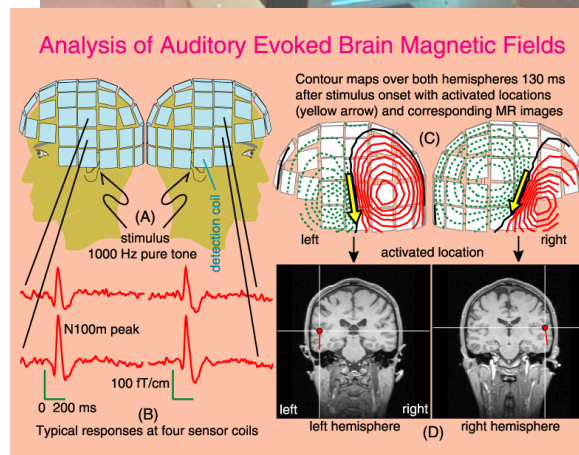 Analysis of Auditory Evoked Brain Magnetic Fields
Contour maps over both hemispheres 130 ms
after stimulus onset with activated locations
(yellow arrow) and corresponding MR images
(A)
stimulus
1000 Hz pure tone
detection coil
(C)
left
right
activated location
N100m peak
100 fT/cm
0 200 ms
(B)
Typical responses at four sensor coils
left
right
left hemisphere
right hemisphere
(D)